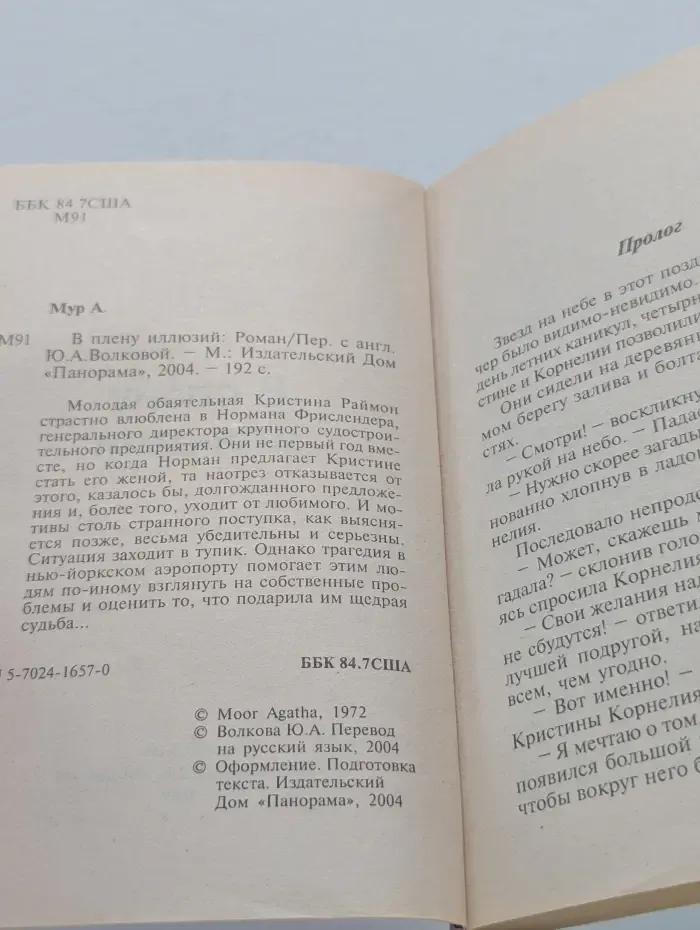 ББК 84 7США
М91
Мур А.
М91
В плену иллюзий: Роман/Пер. с англ.
Ю.А.Волковой. – М.: Издательский Дом
«Панорама», 2004. – 192 с.
Молодая обаятельная Кристина Раймон
страстно влюблена в Нормана Фрислендера,
генерального директора крупного судострои-
тельного предприятия. Они не первый год вме-
сте, но когда Норман предлагает Кристине
стать его женой, та наотрез отказывается от
этого, казалось бы, долгожданного предложе-
ния и, более того, уходит от любимого. И мо-
тивы столь странного поступка, как выясня-
ется позже, весьма убедительны и серьезны.
Ситуация заходит в тупик. Однако трагедия в
нью-йоркском аэропорту помогает этим лю-
дям по-иному взглянуть на собственные про-
блемы и оценить то, что подарила им щедрая
судьба...
5-7024-1657-0
ББК 84.7США
© Moor Agatha, 1972
© Волкова Ю.А. Перевод
на русский язык, 2004
© Оформление. Подготовка
текста. Издательский
Дом «Панорама», 2004
Пролог
Звезд на небе в этот позд
чер было видимо-невидимо.
день летних каникул, четырн
стине и Корнелии позволили
Они сидели на деревянн
мом берегу залива и болта
стях.
– Смотри! – воскликну
ла рукой на небо. – Падае
– Нужно скорее загады
нованно хлопнув в ладо
нелия.
Последовало непродо
– Может, скажешь м
гадала? – склонив голо
ясь спросила Корнелия
– Свои желания над
не сбудутся! – ответи
лучшей подругой, на
всем, чем угодно.
– Вот именно! –
Кристины Корнелия
– Я мечтаю о том
появился большой
чтобы вокруг него б